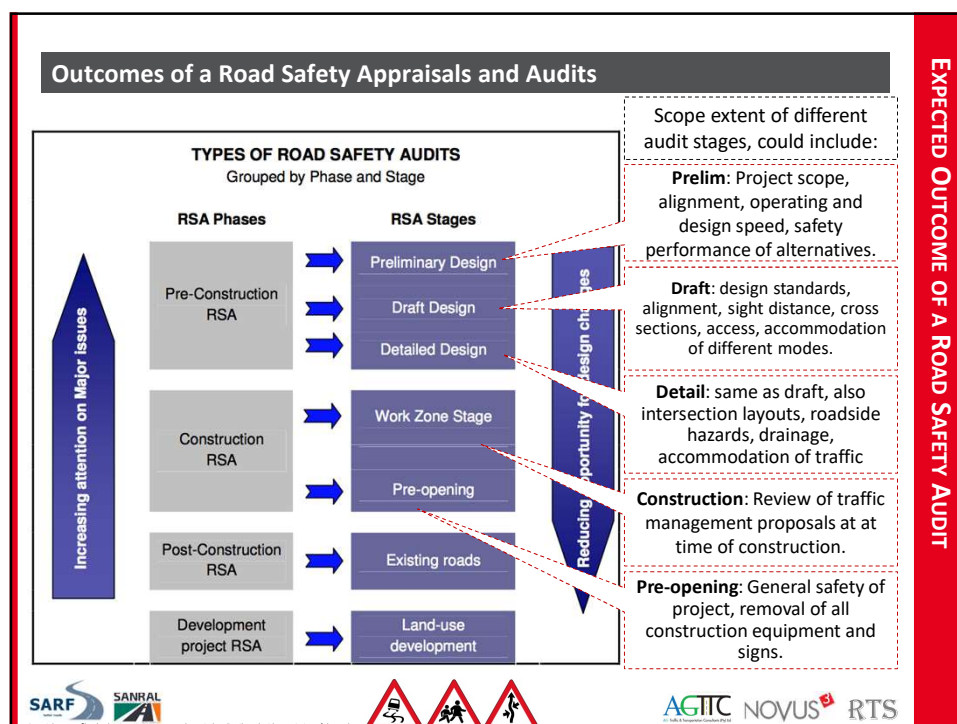 Outcomes of a Road Safety Appraisals and Audits
EXPECTED OUTCOME OF A ROAD SAFETY AUDIT
TYPES OF ROAD SAFETY AUDITS
Grouped by Phase and Stage
RSA Phases
RSA Stages
Increasing attention on Major issues
Pre-Construction
RSA
Preliminary Design
Draft Design
Detailed Design
Construction
RSA
Work Zone Stage
Pre-opening
Post-Construction
RSA
Existing roads
Development
project RSA
Land-use
development
Reducing opportunity for design changes
Scope extent of different
audit stages, could include:
Prelim: Project scope,
alignment, operating and
design speed, safety
performance of alternatives.
Draft: design standards,
alignment, sight distance, cross
sections, access, accommodation
of different modes.
Detail: same as draft, also
intersection layouts, roadside
hazards, drainage,
accommodation of traffic
Construction: Review of traffic
management proposals at at
time of construction.
Pre-opening: General safety of
project, removal of all
construction equipment and
signs.
SARF
SANRAL
NOVUS3
RTS